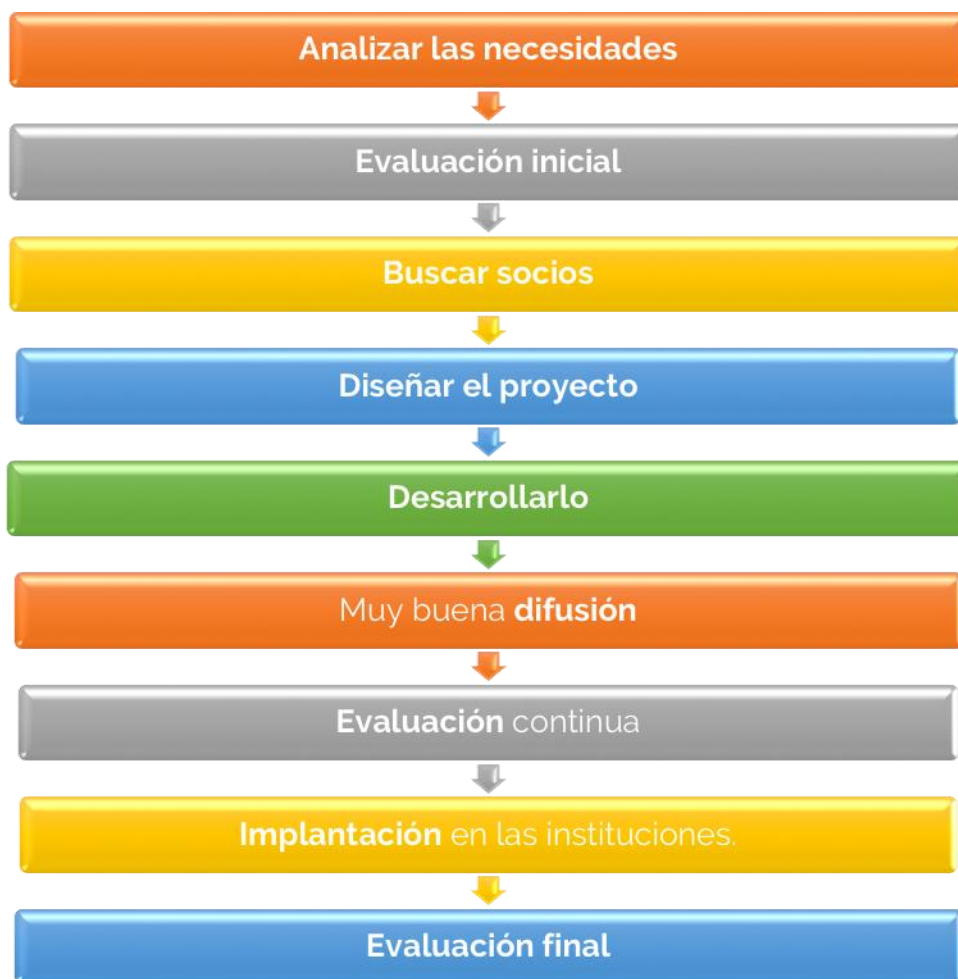 Analizar las necesidades
Evaluación inicial
Buscar socios
Diseñar el proyecto
Desarrollarlo
Muy buena difusión
Evaluación continua
Implantación en las instituciones.
Evaluación final